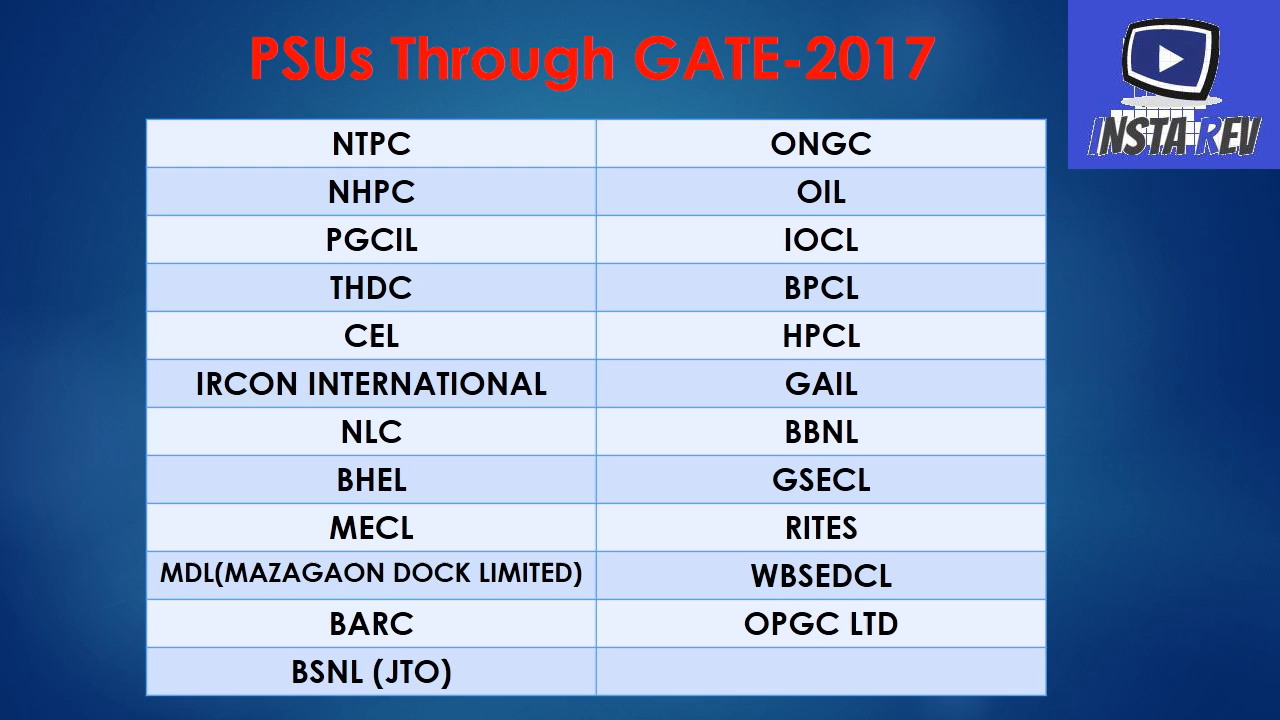 PSUs Through GATE-2017
INSTA REV
NTPC ONGC
NHPC OIL
PGCIL IOCL
THDC BPCL
CEL HPCL
IRCON INTERNATIONAL GAIL
NLC BBNL
BHEL GSECL
MECL RITES
MDL(MAZAGAON DOCK LIMITED) WBSEDCL
BARC OPGC LTD
BSNL (JTO)